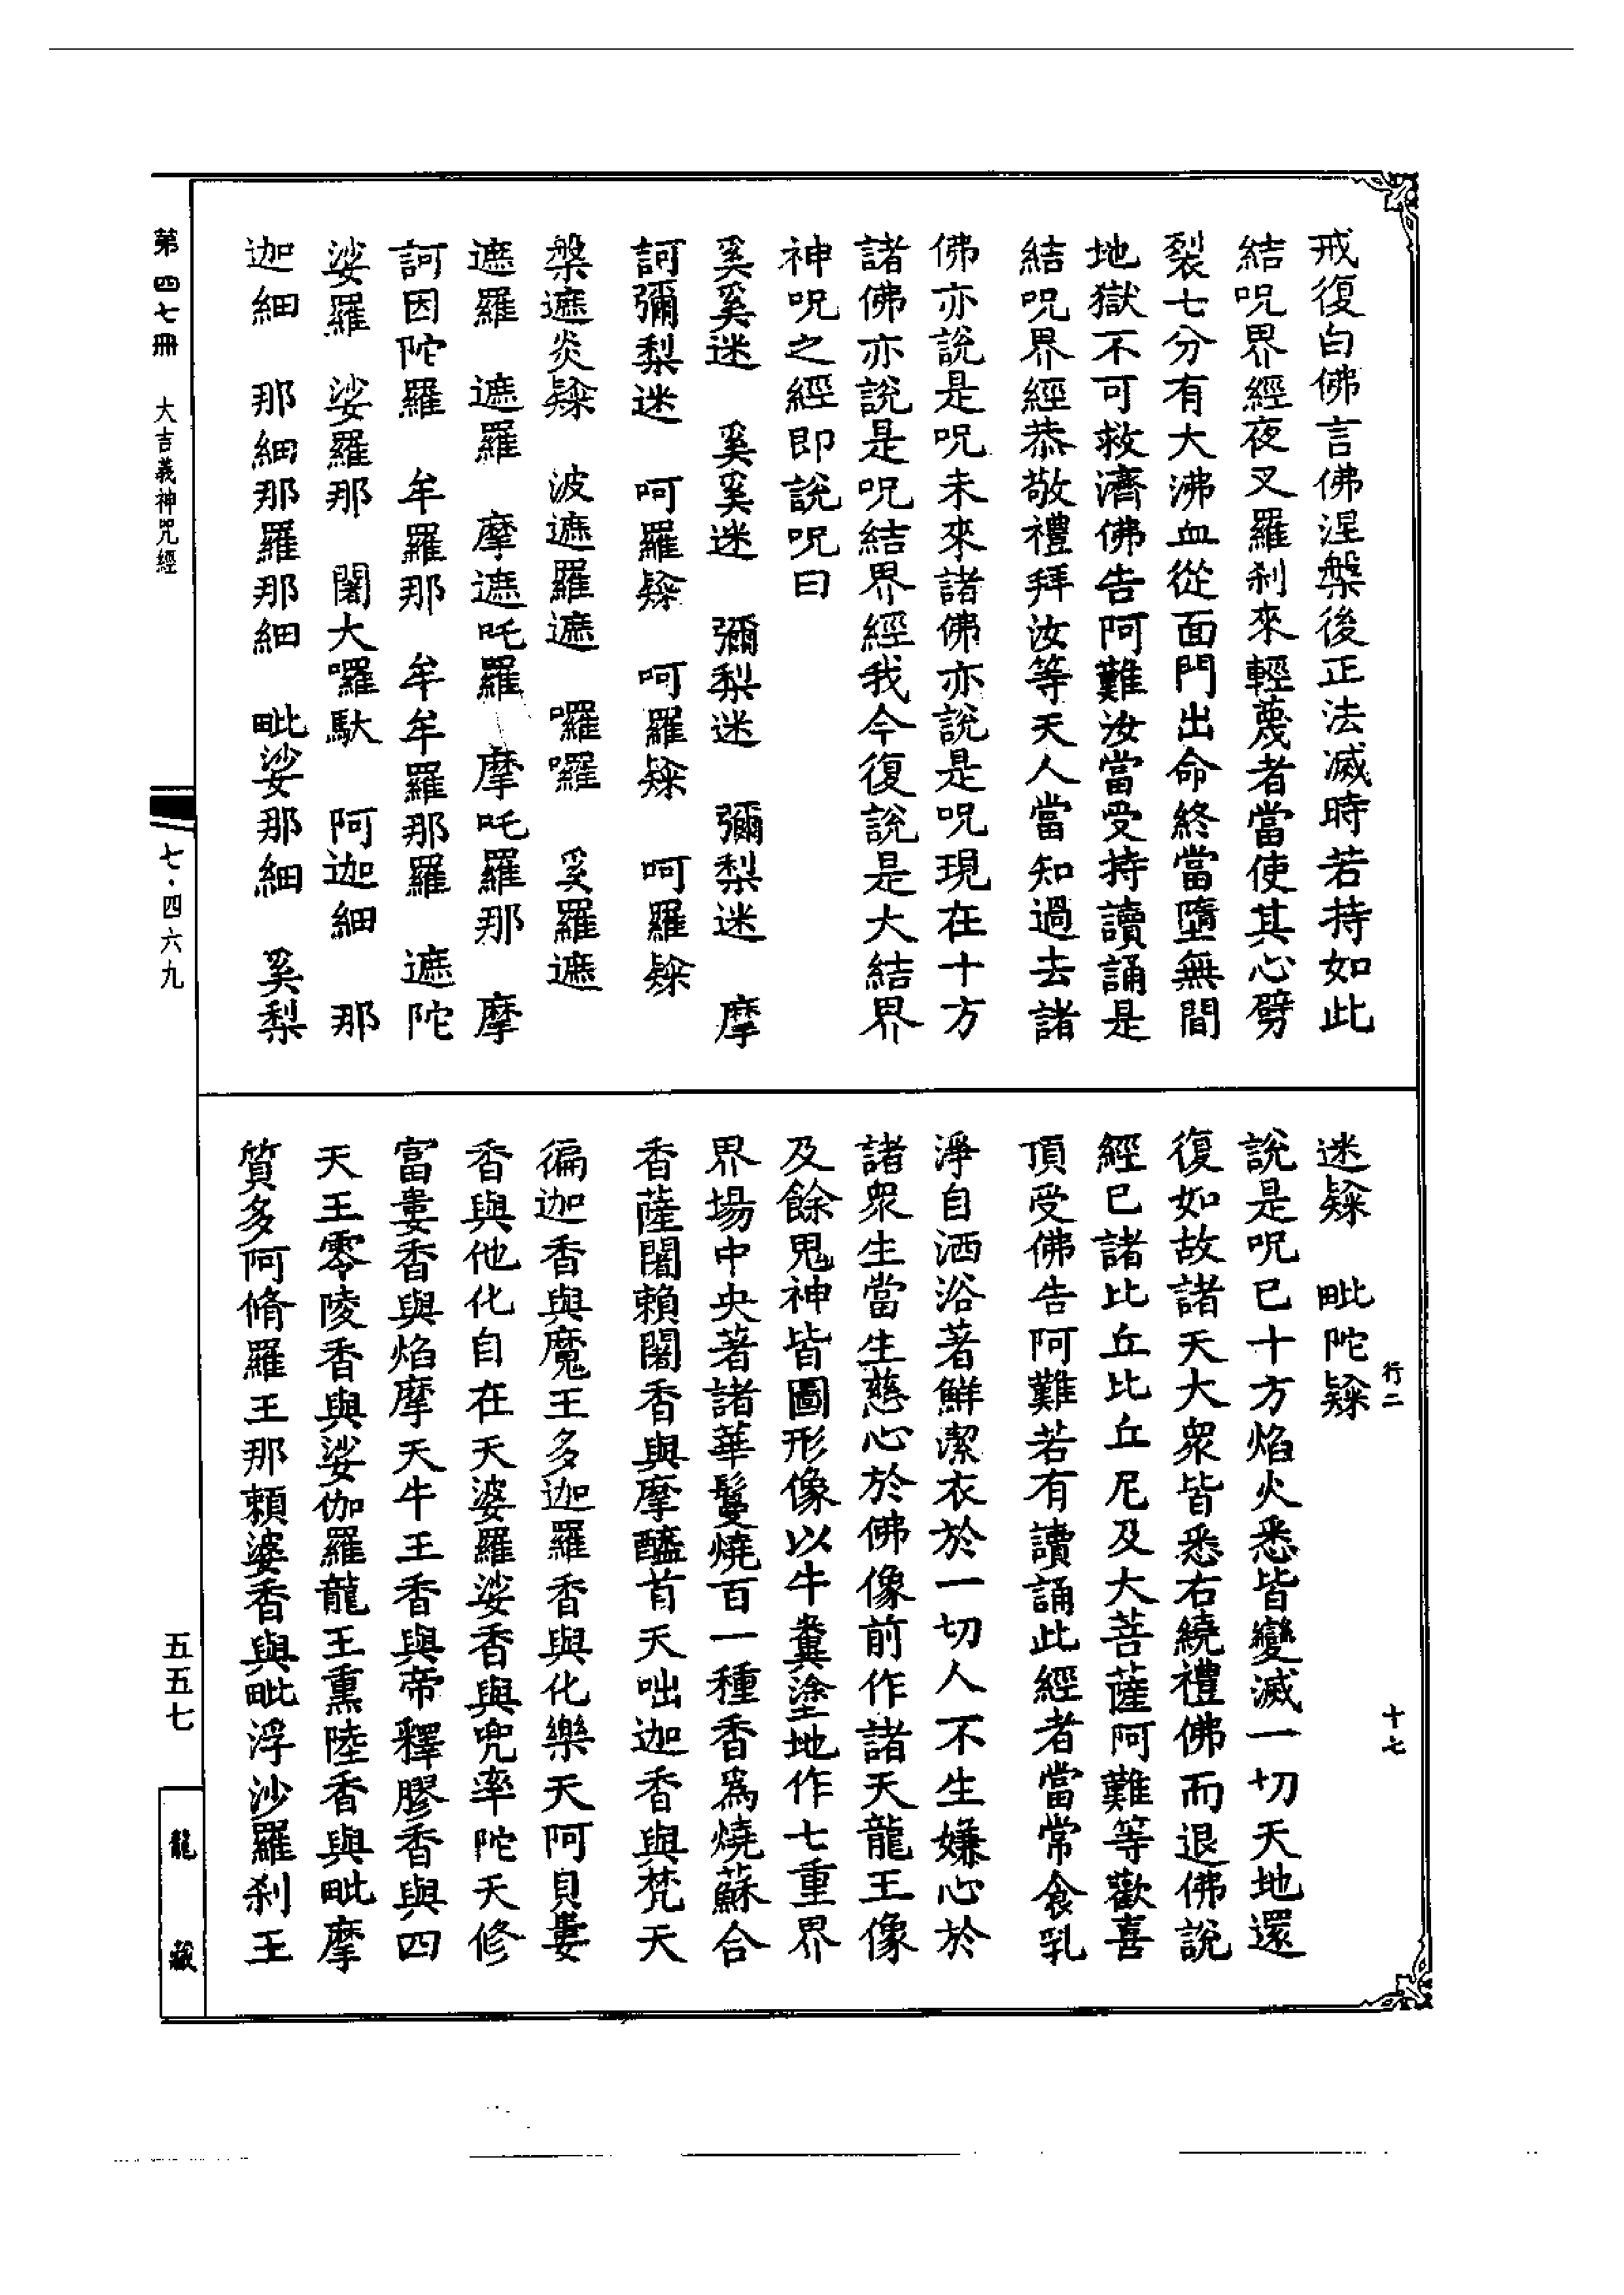 戒復白佛言佛涅槃後正法滅時若持如此
結呪界經夜叉羅刹來輕蔑者當使其心劈
裂七分有大沸血從面門出命終當墮無間
地獄不可救濟佛告阿難汝當受持讀誦是
結呪界經恭敬禮拜汝等天人當知過去諸
佛亦說是呪未來諸佛亦說是呪現在十方
諸佛亦說是呪結界經我今復說是大結界
神呪之經即說呪曰
奚奚迷　奚奚迷　彌梨迷　彌梨迷　摩
訶彌梨迷　呵羅𨅖　呵羅𨅖　呵羅𨅖
槃遮炎　波遮羅遮　囉囉　奚羅遮
遮羅　遮羅　摩遮吒羅　摩吒羅那　摩
訶因陀羅　牟羅那　牟牟羅那羅　遮陀
娑羅　娑羅那　闍大囉馱　阿迦細　那
迦細　那細那羅那細　毗娑那細　奚梨
行二
十七
迷　毗陀
說是呪已十方焰火悉皆變滅一切天地還
復如故諸天大衆皆悉右繞禮佛而退佛說
經已諸比丘比丘尼及大菩薩阿難等歡喜
頂受佛告阿難若有讀誦此經者當常食乳
淨自洒浴著鮮潔衣於一切人不生嫌心於
諸衆生當生慈心於佛像前作諸天龍王像
及餘鬼神皆圖形像以牛糞塗地作七重界
界場中央著諸華鬘燒百一種香爲燒蘇合
香薩闍賴闍香與摩醯首天咄迦香與梵天
徧迦香與魔王多迦羅香與化樂天阿貝婁
香與他化自在天婆羅娑香與兜率陀天修
富婁香與焰摩天牛王香與帝釋膠香與四
天王零陵香與娑伽羅龍王熏陸香與毗摩
質多阿脩羅王那賴婆香與毗浮沙羅刹王
第四七冊　大吉義神咒經
七·四六九
五五七
龍藏